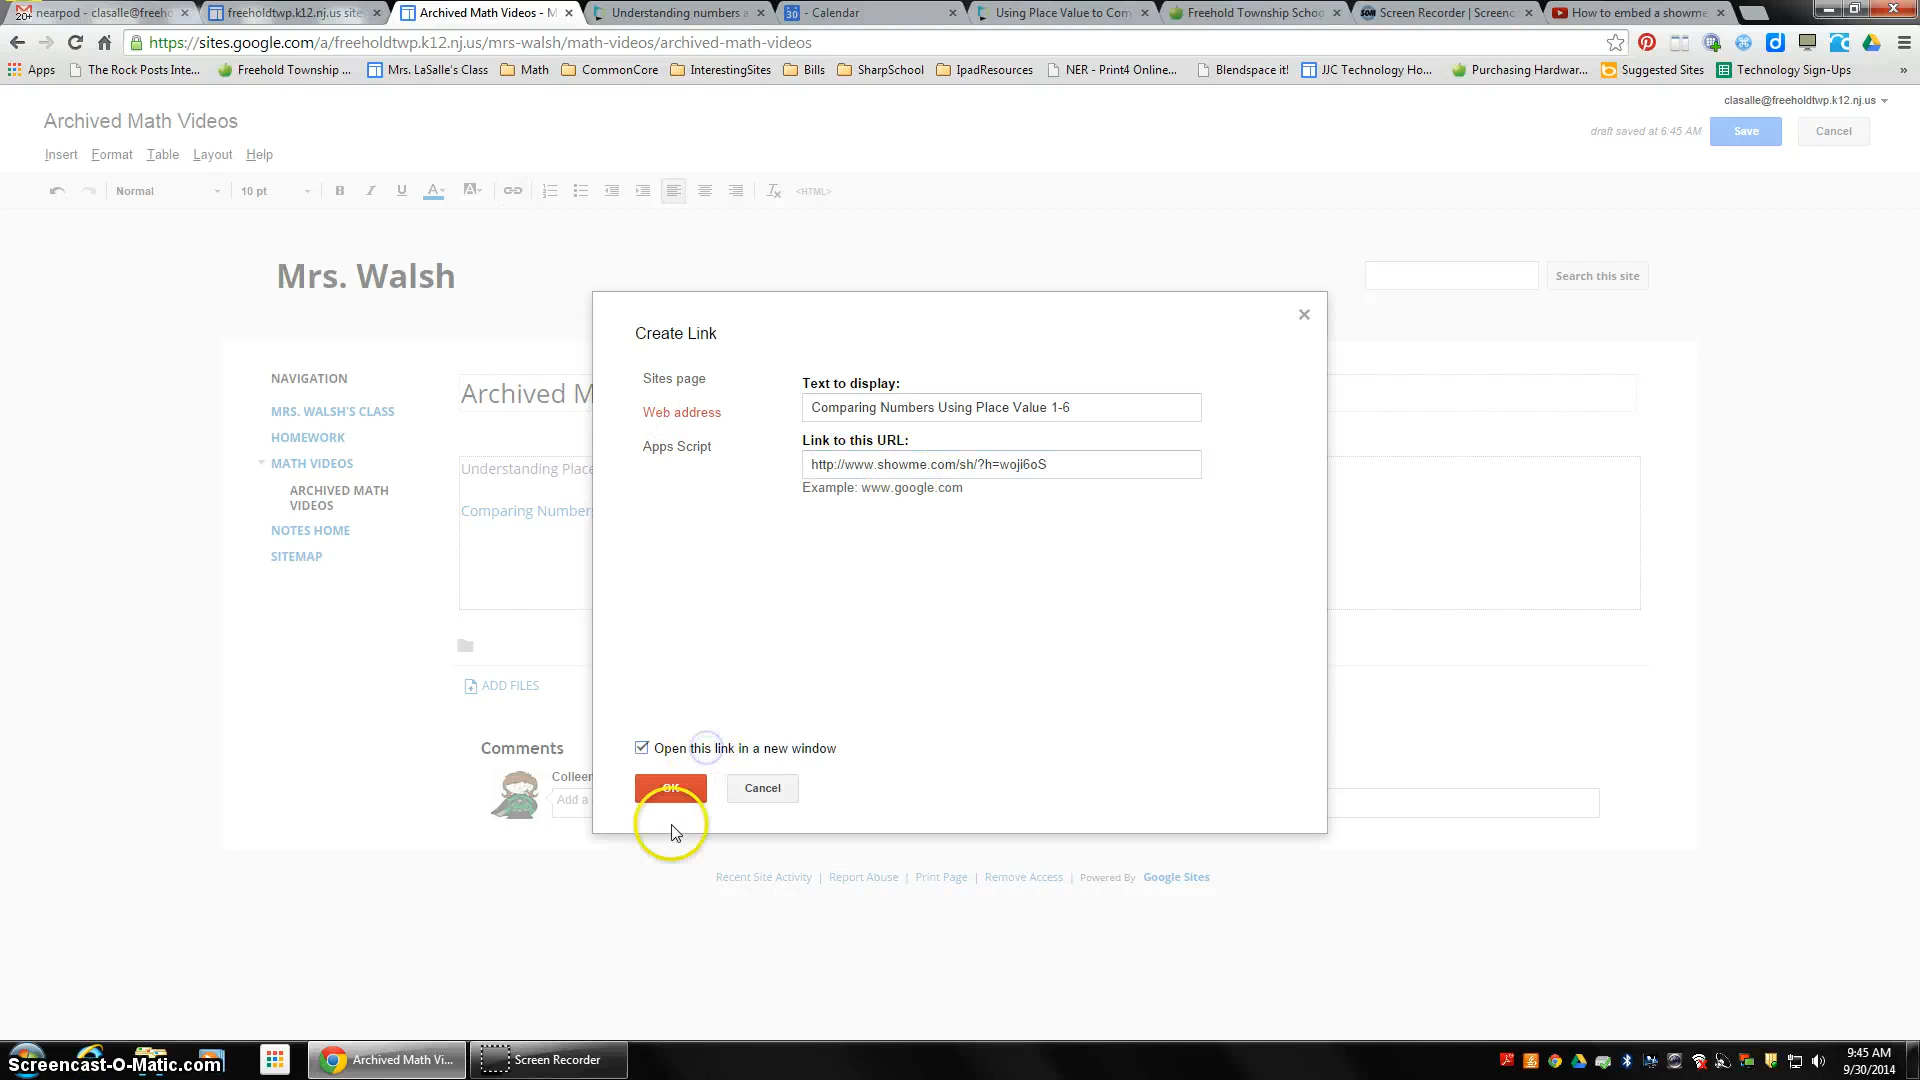 nearpod - clasalle@freeho
freeholdtwp.k12.nj.us site
Archived Math Videos - M
Understanding numbers a
- Calendar
Using Place Value to Com
Freehold Township Schoo
Screen Recorder | Screenc
How to embed a showme
https://sites.google.com/a/freeholdtwp.k12.nj.us/mrs-walsh/math-videos/archived-math-videos
Apps
The Rock Posts Inte...
Freehold Township ...
Mrs. LaSalle's Class
Math
CommonCore
InterestingSites
Bills
SharpSchool
IpadResources
NER - Print4 Online...
Blendspace it!
JJC Technology Ho...
Purchasing Hardwar...
Suggested Sites
Technology Sign-Ups
»
clasalle@freeholdtwp.k12.nj.us
Archived Math Videos
draft saved at 6:45 AM
Save
Cancel
Insert Format Table Layout Help
Normal
10 pt
B I U A A
<HTML>
Mrs. Walsh
Search this site
Create Link
NAVIGATION
MRS. WALSH'S CLASS
HOMEWORK
MATH VIDEOS
ARCHIVED MATH
VIDEOS
NOTES HOME
SITEMAP
Archived M
Understanding Place
Comparing Numbers
Sites page
Web address
Apps Script
Text to display:
Comparing Numbers Using Place Value 1-6
Link to this URL:
http://www.showme.com/sh/?h=woji6oS
Example: www.google.com
ADD FILES
Comments
Colleen
Add a
Open this link in a new window
OK
Cancel
Recent Site Activity | Report Abuse | Print Page | Remove Access | Powered By Google Sites
Screencast-O-Matic.com
Archived Math Vi...
Screen Recorder
9:45 AM
9/30/2014